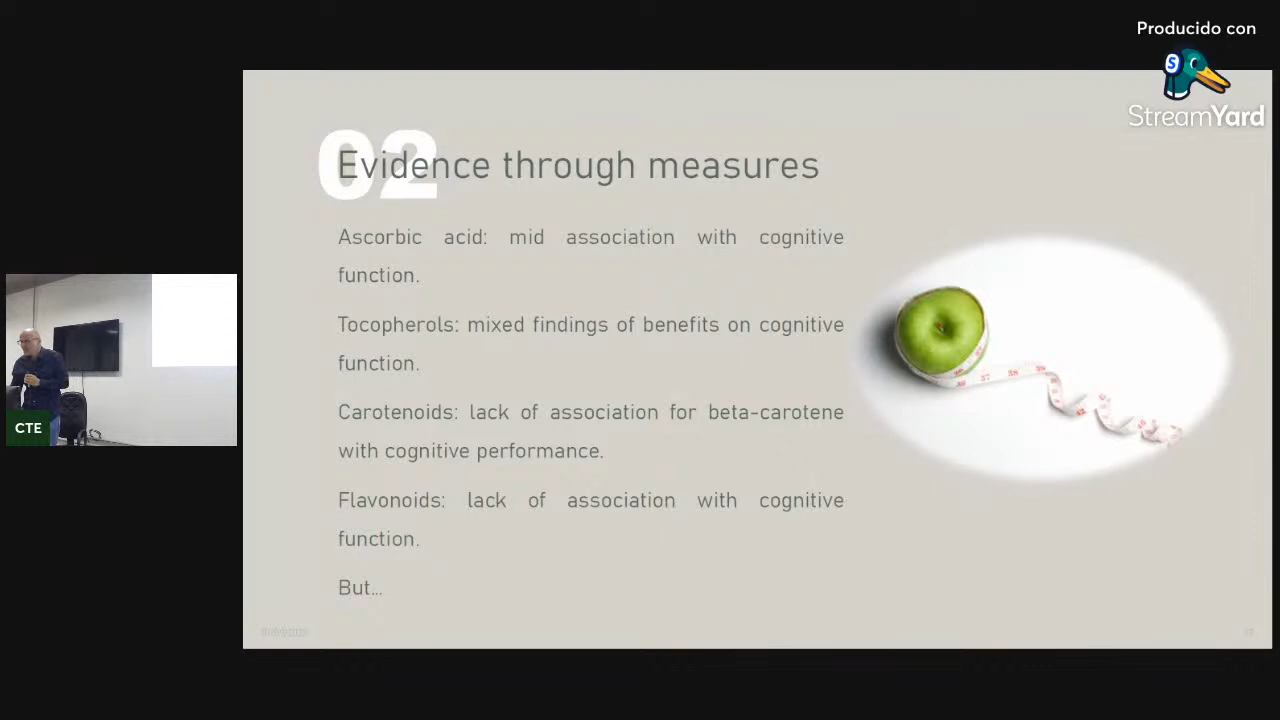 Producido con
StreamYard
02
Evidence through measures
Ascorbic acid: mid association with cognitive
function.
Tocopherols: mixed findings of benefits on cognitive
function.
Carotenoids: lack of association for beta-carotene
with cognitive performance.
Flavonoids: lack of association with cognitive
function.
But...
CTE